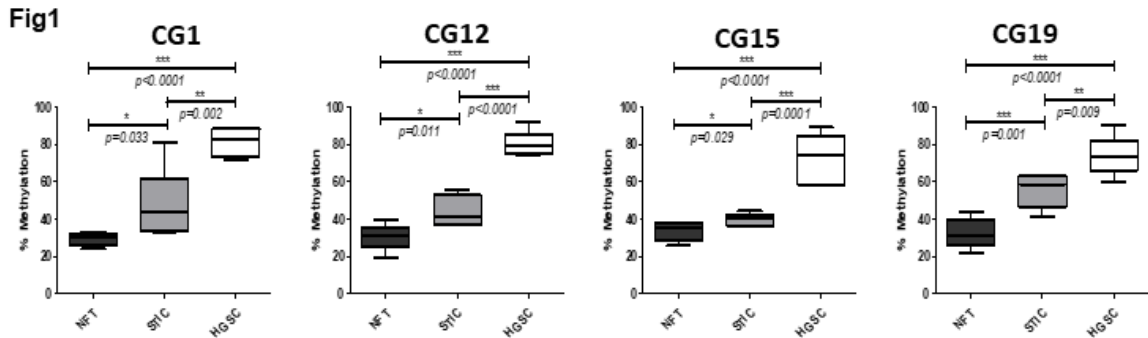 Fig1
CG1
***
p<0.0001
**
p=0.002
*
p=0.033
% Methylation
100
80
60
40
20
0
NFT
STIC
HGSC
CG12
***
p<0.0001
***
p<0.0001
*
p=0.011
% Methylation
100
80
60
40
20
0
NFT
STIC
HGSC
CG15
***
p<0.0001
***
p=0.0001
*
p=0.029
% Methylation
100
80
60
40
20
0
NFT
STIC
HGSC
CG19
***
p<0.0001
**
p=0.009
***
p=0.001
% Methylation
100
80
60
40
20
0
NFT
STIC
HGSC